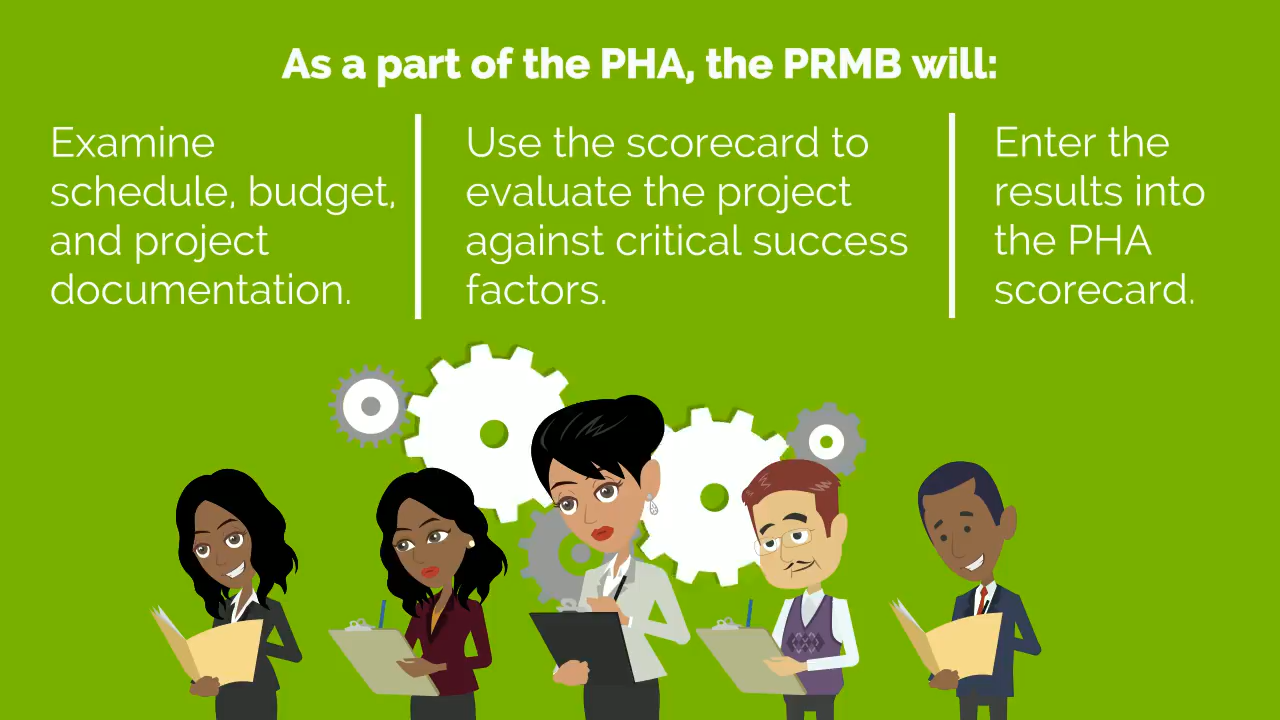 As a part of the PHA, the PRMB will:
Examine
schedule, budget,
and project
documentation.
Use the scorecard to
evaluate the project
against critical success
factors.
Enter the
results into
the PHA
scorecard.